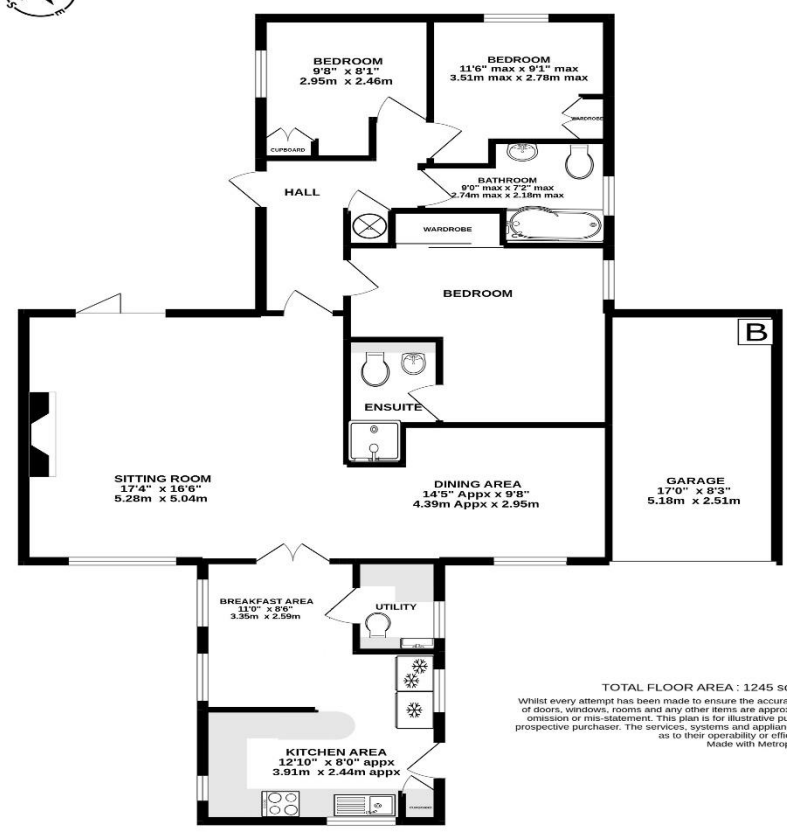 S
E
BEDROOM
9'8" x 8'1"
2.95m x 2.46m
BEDROOM
11'6" max x 9'1" max
3.51m max x 2.78m max
WARDROBE
CUPBOARD
HALL
BATHROOM
9'0" max x 7'2" max
2.74m max x 2.18m max
WARDROBE
BEDROOM
B
ENSUITE
SITTING ROOM
17'4" x 16'6"
5.28m x 5.04m
DINING AREA
14'5" Appx x 9'8"
4.39m Appx x 2.95m
GARAGE
17'0" x 8'3"
5.18m x 2.51m
BREAKFAST AREA
11'0" x 8'6"
3.35m x 2.59m
UTILITY
KITCHEN AREA
12'10" x 8'0" appx
3.91m x 2.44m appx
TOTAL FLOOR AREA : 1245 sq
Whilst every attempt has been made to ensure the accura
of doors, windows, rooms and any other items are approx
omission or mis-statement. This plan is for illustrative pu
prospective purchaser. The services, systems and applian
as to their operability or effi
Made with Metrop